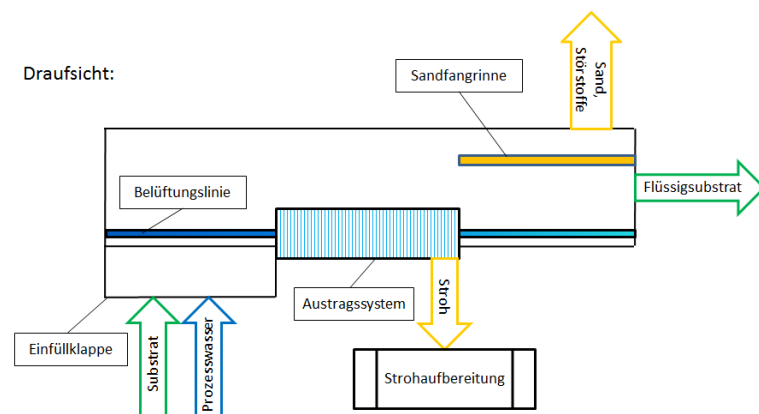 Draufsicht:
Sandfangrinne
Sand,
Störstoffe
Belüftungslinie
Flüssigsubstrat
Austragssystem
Stroh
Einfüllklappe
Substrat
Prozesswasser
Strohaufbereitung